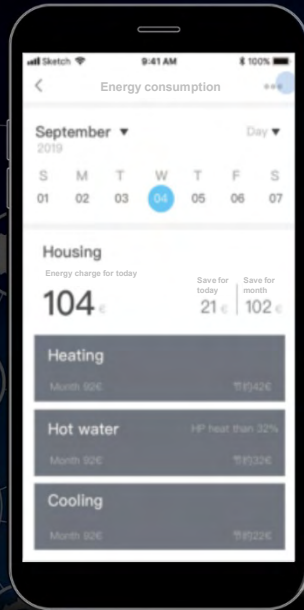 Sketch 9:41 AM 100%
Energy consumption
September ▼ Day ▼
2019
S M T W T F S
01 02 03 04 05 06 07
Housing
Energy charge for today
Save for today
Save for month
104 €
21 €
102 €
Heating
Month 92€ 节约42€
Hot water HP heat than 32%
Month 92€ 节约32€
Cooling
Month 92€ 节约22€